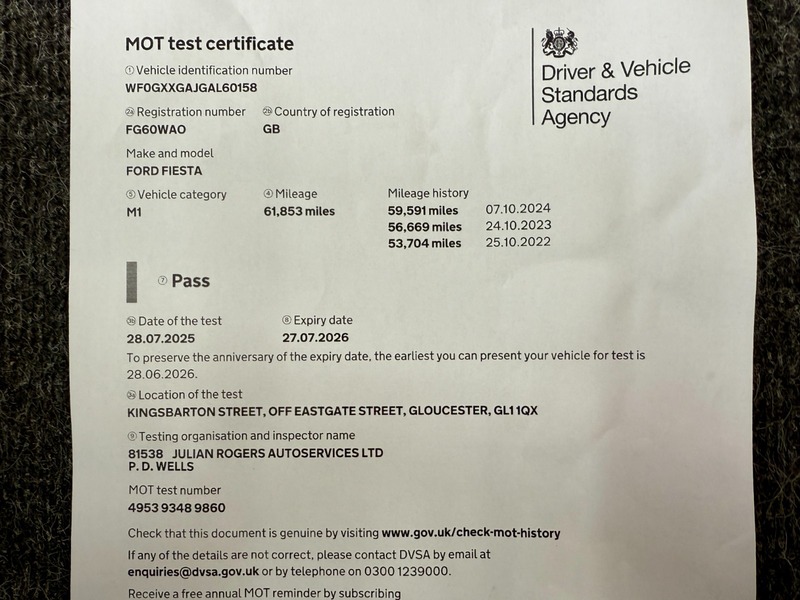 MOT test certificate
① Vehicle identification number
WF0GXXGAJGAL60158
Driver & Vehicle
Standards
Agency
Registration number Country of registration
FG60WAO GB
Make and model
FORD FIESTA
⑤ Vehicle category ④ Mileage Mileage history
M1 61,853 miles 59,591 miles 07.10.2024
56,669 miles 24.10.2023
53,704 miles 25.10.2022
⑦ Pass
Date of the test ⑧ Expiry date
28.07.2025 27.07.2026
To preserve the anniversary of the expiry date, the earliest you can present your vehicle for test is
28.06.2026.
Location of the test
KINGSBARTON STREET, OFF EASTGATE STREET, GLOUCESTER, GL1 1QX
⑨ Testing organisation and inspector name
81538 JULIAN ROGERS AUTOSERVICES LTD
P. D. WELLS
MOT test number
4953 9348 9860
Check that this document is genuine by visiting www.gov.uk/check-mot-history
If any of the details are not correct, please contact DVSA by email at
enquiries@dvsa.gov.uk or by telephone on 0300 1239000.
Receive a free annual MOT reminder by subscribing